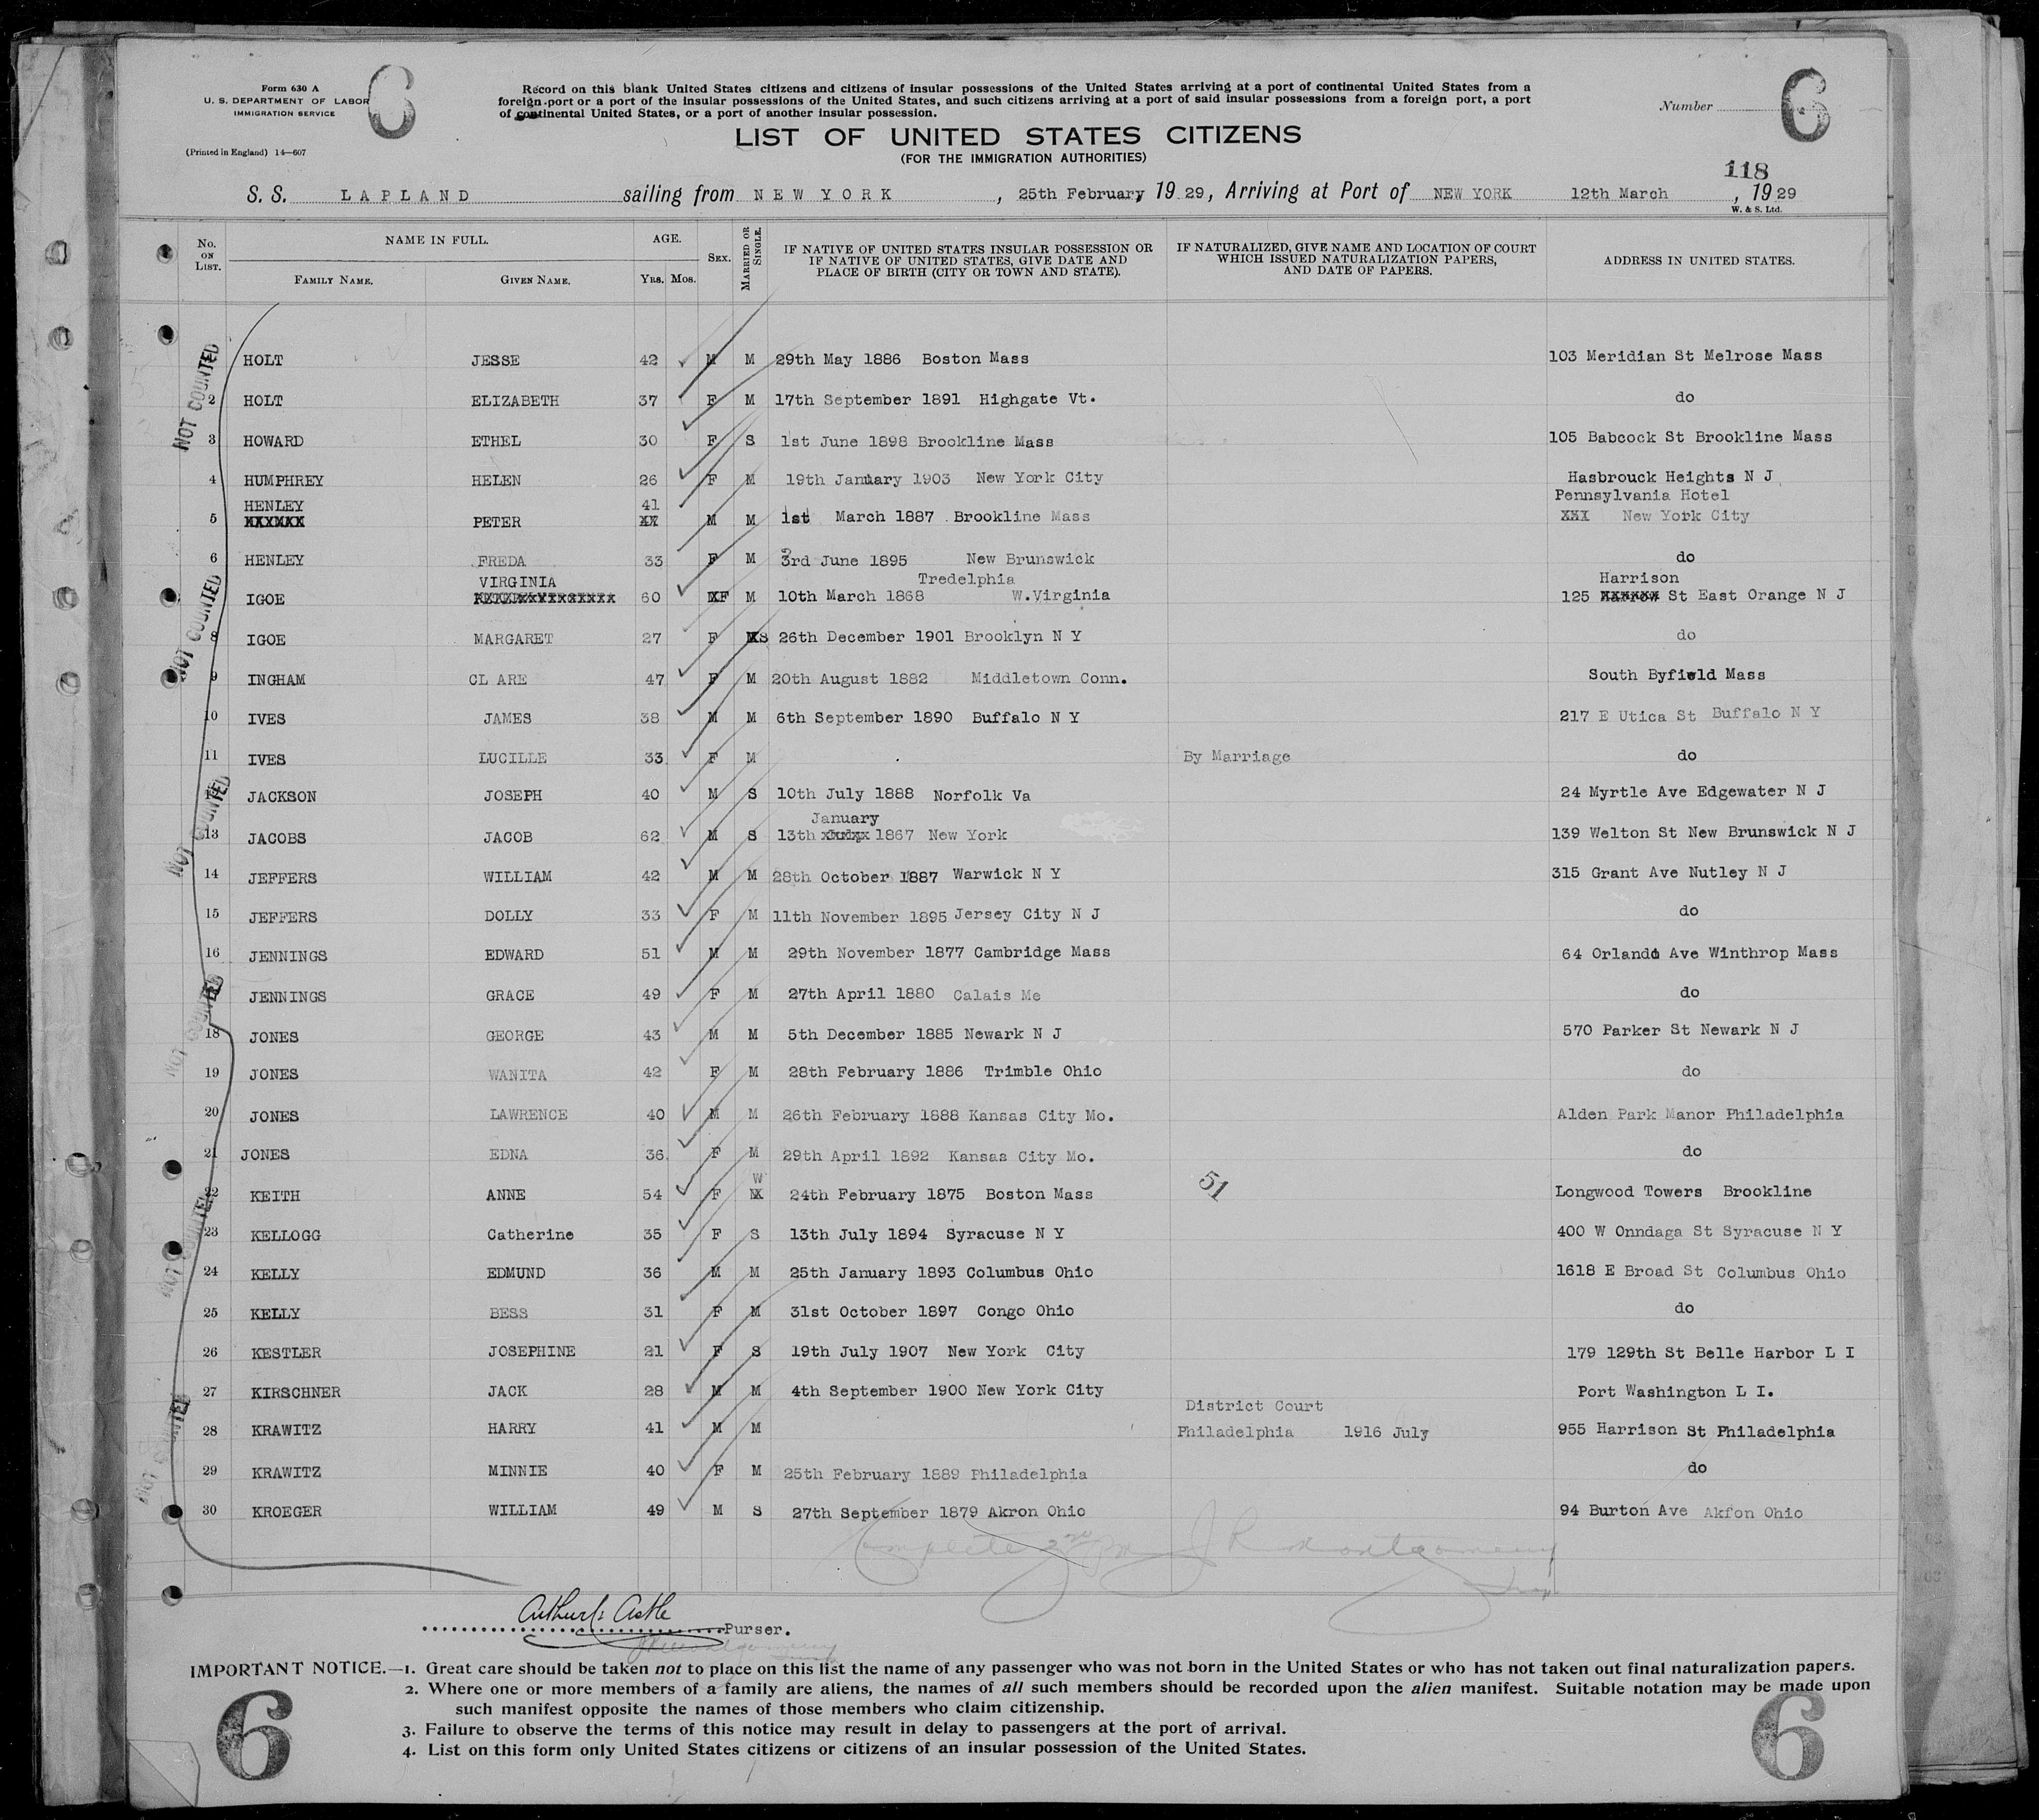 Form 630 A
U. S. DEPARTMENT OF LABOR
IMMIGRATION SERVICE
(Printed in England) 14—607
6
Record on this blank United States citizens and citizens of insular possessions of the United States arriving at a port of continental United States from a
foreign port or a port of the insular possessions of the United States, and such citizens arriving at a port of said insular possessions from a foreign port, a port
of continental United States, or a port of another insular possession.
Number 6
LIST OF UNITED STATES CITIZENS
(FOR THE IMMIGRATION AUTHORITIES)
118
S. S. LAPLAND sailing from NEW YORK, 25th February, 19 29, Arriving at Port of NEW YORK 12th March, 19 29
W. & S. Ltd.
No. ON LIST. NAME IN FULL. FAMILY NAME. GIVEN NAME. AGE. YRS. MOS. SEX. MARRIED OR SINGLE. IF NATIVE OF UNITED STATES INSULAR POSSESSION OR IF NATIVE OF UNITED STATES, GIVE DATE AND PLACE OF BIRTH (CITY OR TOWN AND STATE). IF NATURALIZED, GIVE NAME AND LOCATION OF COURT WHICH ISSUED NATURALIZATION PAPERS, AND DATE OF PAPERS. ADDRESS IN UNITED STATES.
HOLT JESSE 42 M M 29th May 1886 Boston Mass 103 Meridian St Melrose Mass
NOT COUNTED
2 HOLT ELIZABETH 37 F M 17th September 1891 Highgate Vt. do
3 HOWARD ETHEL 30 F S 1st June 1898 Brookline Mass 105 Babcock St Brookline Mass
4 HUMPHREY HELEN 26 F M 19th January 1903 New York City Hasbrouck Heights N J
HENLEY 41 Pennsylvania Hotel
5 XXXMXX XX PETER M M 1st March 1887 Brookline Mass XXX New York City
6 HENLEY FREDA 33 F M 3rd June 1895 New Brunswick do
VIRGINIA Tredelphia Harrison
IGOE 60 XF M 10th March 1868 W.Virginia 125 St East Orange N J
NOT COUNTED
8 IGOE MARGARET 27 F XS 26th December 1901 Brooklyn N Y do
9 INGHAM CL ARE 47 F M 20th August 1882 Middletown Conn. South Byfield Mass
10 IVES JAMES 38 M M 6th September 1890 Buffalo N Y 217 E Utica St Buffalo N Y
11 IVES LUCILLE 33 F M By Marriage do
JACKSON JOSEPH 40 M S 10th July 1888 Norfolk Va 24 Myrtle Ave Edgewater N J
NOT COUNTED
January
13 JACOBS JACOB 62 M S 13th 1867 New York 139 Welton St New Brunswick N J
14 JEFFERS WILLIAM 42 M M 28th October 1887 Warwick N Y 315 Grant Ave Nutley N J
15 JEFFERS DOLLY 33 F M 11th November 1895 Jersey City N J do
16 JENNINGS EDWARD 51 M M 29th November 1877 Cambridge Mass 64 Orlando Ave Winthrop Mass
JENNINGS GRACE 49 F M 27th April 1880 Calais Me do
NOT COUNTED
18 JONES GEORGE 43 M M 5th December 1885 Newark N J 570 Parker St Newark N J
19 JONES WANITA 42 F M 28th February 1886 Trimble Ohio do
20 JONES LAWRENCE 40 M M 26th February 1888 Kansas City Mo. Alden Park Manor Philadelphia
21 JONES EDNA 36 F M 29th April 1892 Kansas City Mo. do
W 51
22 KEITH ANNE 54 F 24th February 1875 Boston Mass Longwood Towers Brookline
23 KELLOGG Catherine 35 F S 13th July 1894 Syracuse N Y 400 W Onndaga St Syracuse N Y
NOT COUNTED
24 KELLY EDMUND 36 M M 25th January 1893 Columbus Ohio 1618 E Broad St Columbus Ohio
25 KELLY BESS 31 F M 31st October 1897 Congo Ohio do
26 KESTLER JOSEPHINE 21 F S 19th July 1907 New York City 179 129th St Belle Harbor L I
27 KIRSCHNER JACK 28 M M 4th September 1900 New York City Port Washington L I.
District Court
28 KRAWITZ HARRY 41 M M Philadelphia 1916 July 955 Harrison St Philadelphia
NOT COUNTED
29 KRAWITZ MINNIE 40 F M 25th February 1889 Philadelphia do
30 KROEGER WILLIAM 49 M S 27th September 1879 Akron Ohio 94 Burton Ave Akfon Ohio
Complete 2nd J R Montgomery
Insp
Purser.
IMPORTANT NOTICE.—1. Great care should be taken not to place on this list the name of any passenger who was not born in the United States or who has not taken out final naturalization papers.
2. Where one or more members of a family are aliens, the names of all such members should be recorded upon the alien manifest. Suitable notation may be made upon
such manifest opposite the names of those members who claim citizenship.
3. Failure to observe the terms of this notice may result in delay to passengers at the port of arrival.
4. List on this form only United States citizens or citizens of an insular possession of the United States.
6 6